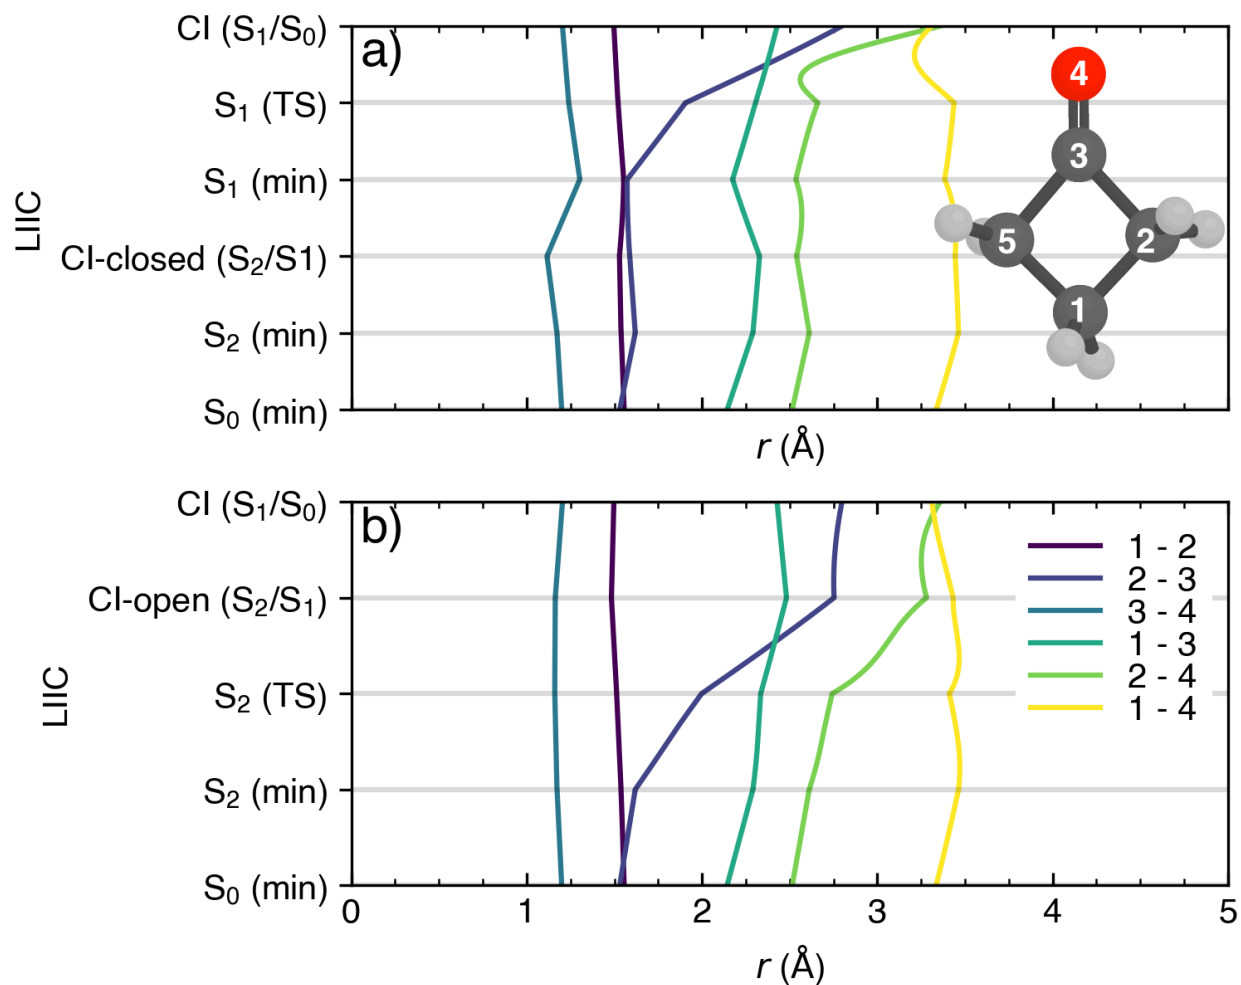 a)
CI (S₁/S₀)
S₁ (TS)
S₁ (min)
CI-closed (S₂/S1)
S₂ (min)
S₀ (min)
LIIC
r (Å)
4
3
5
2
1
b)
CI (S₁/S₀)
CI-open (S₂/S₁)
S₂ (TS)
S₂ (min)
S₀ (min)
LIIC
1 - 2
2 - 3
3 - 4
1 - 3
2 - 4
1 - 4
0 1 2 3 4 5
r (Å)